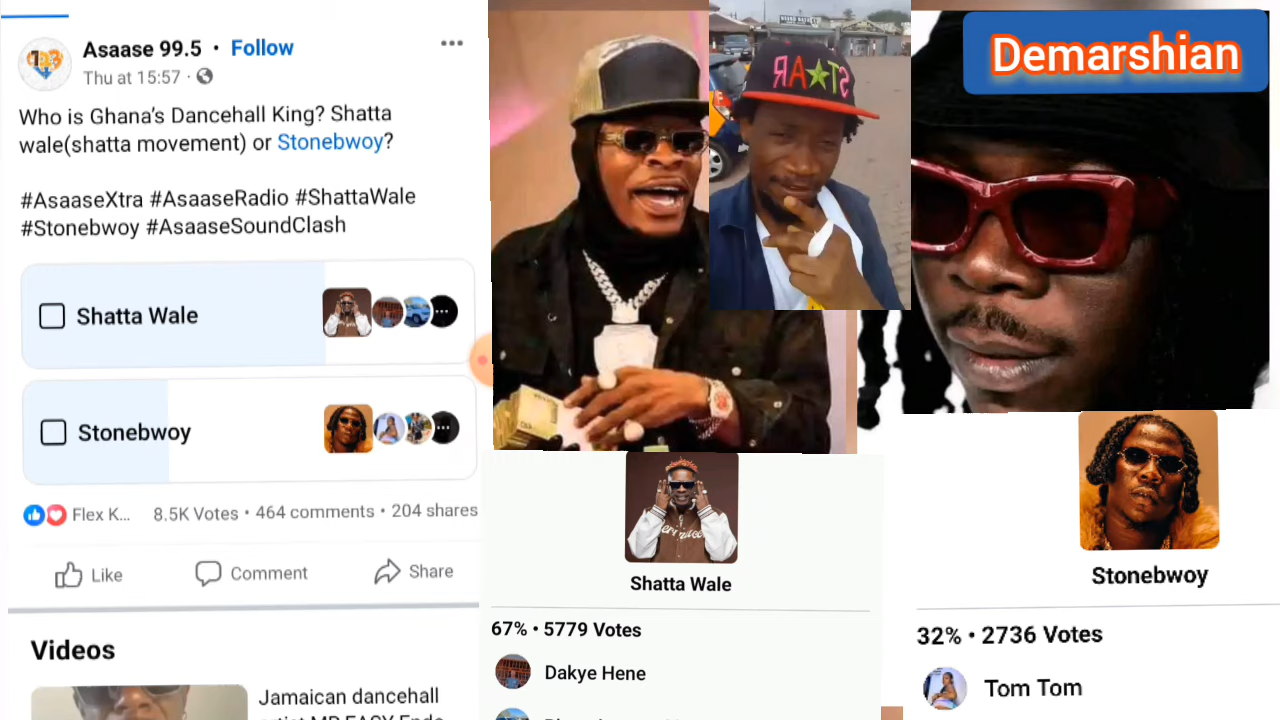 Asaase 99.5 • Follow
Thu at 15:57 •
Who is Ghana's Dancehall King? Shatta
wale(shatta movement) or Stonebwoy?
#AsaaseXtra #AsaaseRadio #ShattaWale
#Stonebwoy #AsaaseSoundClash
Shatta Wale
Stonebwoy
Flex K... 8.5K Votes • 464 comments • 204 shares
Like Comment Share
Videos
Jamaican dancehall
STAR
Demarshian
Shatta Wale
67% • 5779 Votes
Dakye Hene
Stonebwoy
32% • 2736 Votes
Tom Tom